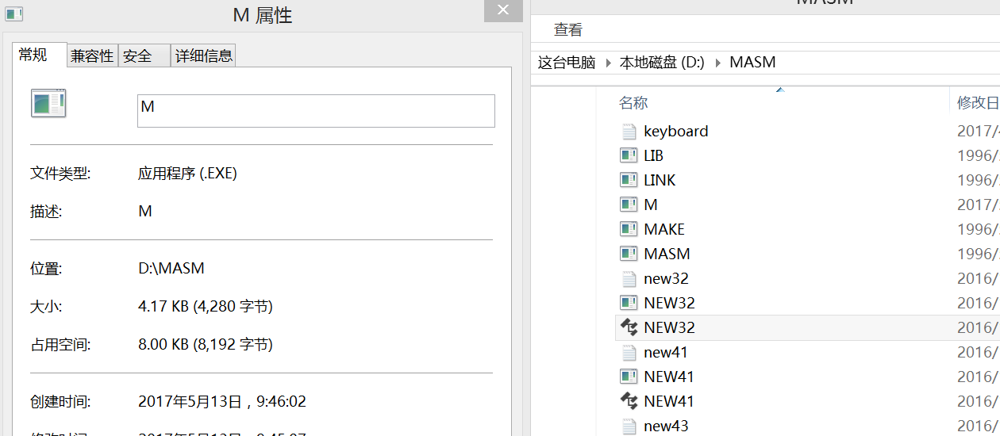 M 属性
常规 兼容性 安全 详细信息
M
文件类型: 应用程序 (.EXE)
描述: M
位置: D:\MASM
大小: 4.17 KB (4,280 字节)
占用空间: 8.00 KB (8,192 字节)
创建时间: 2017年5月13日，9:46:02
MASM
查看
这台电脑 本地磁盘 (D:) MASM
名称 修改日
keyboard 2017/
LIB 1996/
LINK 1996/
M 2017/
MAKE 1996/
MASM 1996/
new32 2016/
NEW32 2016/
NEW32 2016/
new41 2016/
NEW41 2016/
NEW41 2016/
new43 2016/